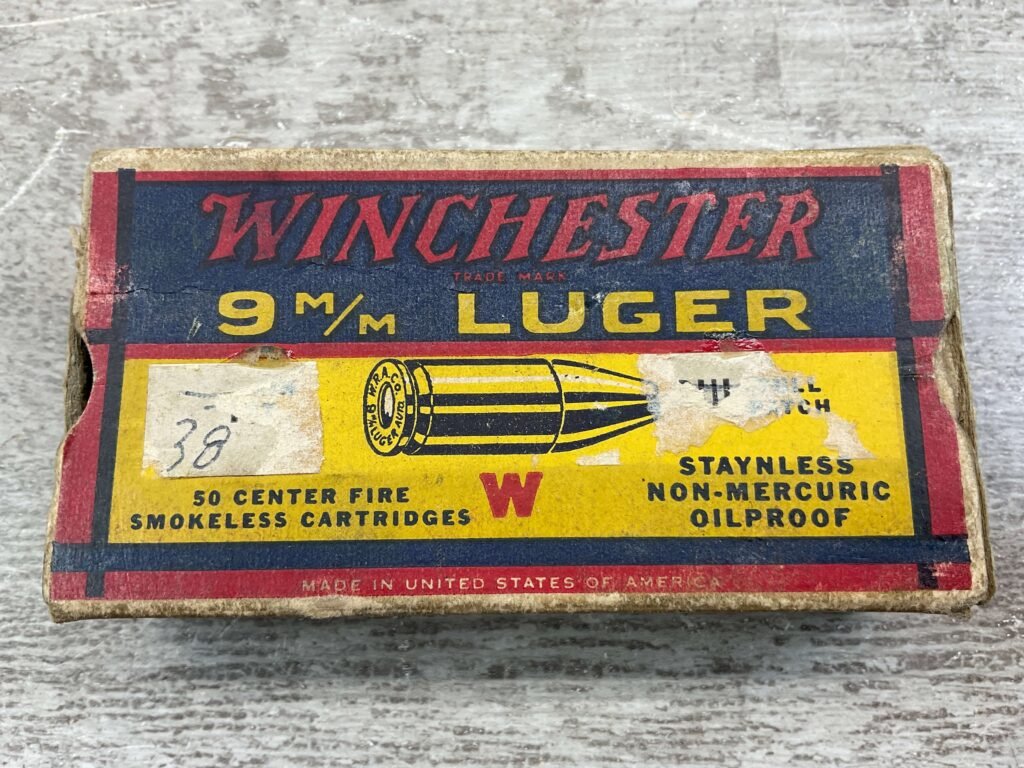 WINCHESTER
TRADE MARK
9 M/M LUGER
38
W.R.A.Co.
9 M/M
LUGER AUTO
50 CENTER FIRE
SMOKELESS CARTRIDGES
W
STAYNLESS
NON-MERCURIC
OILPROOF
MADE IN UNITED STATES OF AMERICA